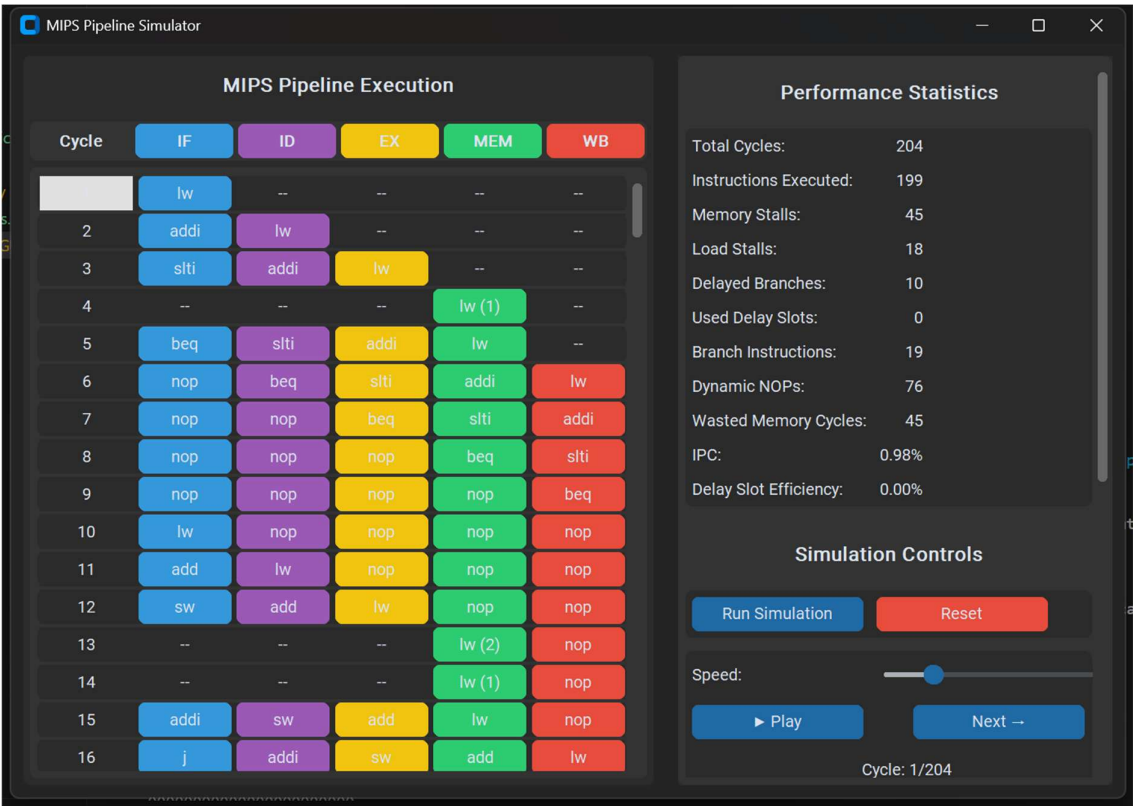 MIPS Pipeline Simulator
MIPS Pipeline Execution
Cycle IF ID EX MEM WB
lw -- -- -- --
2 addi lw -- -- --
3 slti addi lw -- --
4 -- -- -- lw (1) --
5 beq slti addi lw --
6 nop beq slti addi lw
7 nop nop beq slti addi
8 nop nop nop beq slti
9 nop nop nop nop beq
10 lw nop nop nop nop
11 add lw nop nop nop
12 sw add lw nop nop
13 -- -- -- lw (2) nop
14 -- -- -- lw (1) nop
15 addi sw add lw nop
16 j addi sw add lw
Performance Statistics
Total Cycles: 204
Instructions Executed: 199
Memory Stalls: 45
Load Stalls: 18
Delayed Branches: 10
Used Delay Slots: 0
Branch Instructions: 19
Dynamic NOPs: 76
Wasted Memory Cycles: 45
IPC: 0.98%
Delay Slot Efficiency: 0.00%
Simulation Controls
Run Simulation Reset
Speed:
► Play Next →
Cycle: 1/204